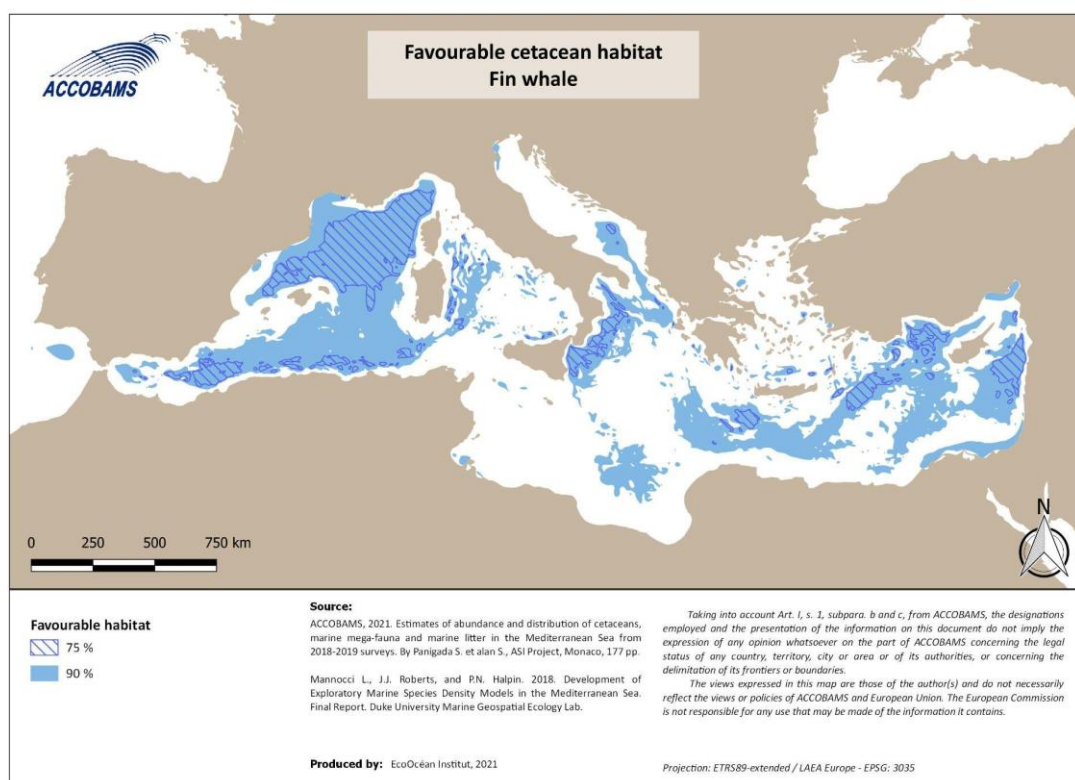 ACCOBAMS
Favourable cetacean habitat
Fin whale
N
0 250 500 750 km
Favourable habitat
75 %
90 %
Source:
ACCOBAMS, 2021. Estimates of abundance and distribution of cetaceans,
marine mega-fauna and marine litter in the Mediterranean Sea from
2018-2019 surveys. By Panigada S. et alan S., ASI Project, Monaco, 177 pp.
Mannocci L., J.J. Roberts, and P.N. Halpin. 2018. Development of
Exploratory Marine Species Density Models in the Mediterranean Sea.
Final Report. Duke University Marine Geospatial Ecology Lab.
Produced by: EcoOcéan Institut, 2021
Taking into account Art. I, s. 1, subpara. b and c, from ACCOBAMS, the designations
employed and the presentation of the information on this document do not imply the
expression of any opinion whatsoever on the part of ACCOBAMS concerning the legal
status of any country, territory, city or area or of its authorities, or concerning the
delimitation of its frontiers or boundaries.
The views expressed in this map are those of the author(s) and do not necessarily
reflect the views or policies of ACCOBAMS and European Union. The European Commission
is not responsible for any use that may be made of the information it contains.
Projection: ETRS89-extended / LAEA Europe - EPSG: 3035